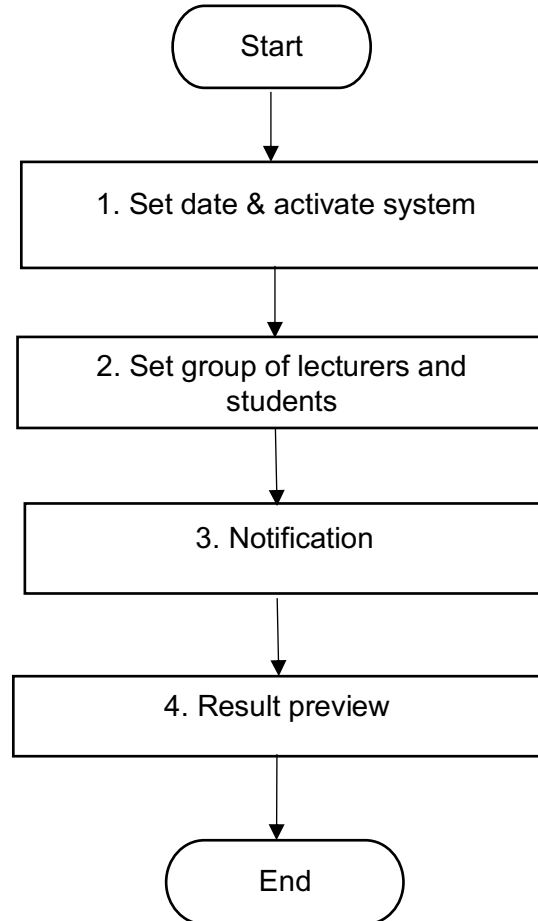 Start
1. Set date & activate system
2. Set group of lecturers and
students
3. Notification
4. Result preview
End